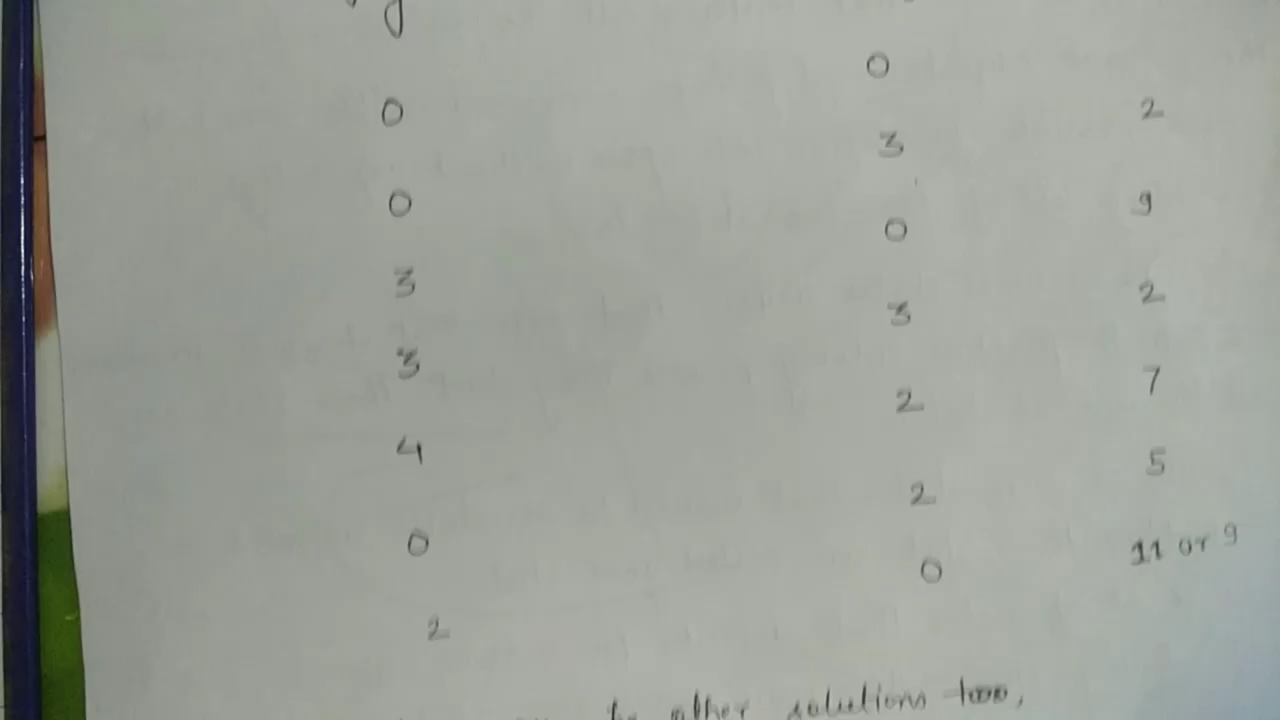 y
0
0 2
0 3
3 0 9
3 3 2
4 2 7
0 2 5
2 0 11 or 9
other solutions too,